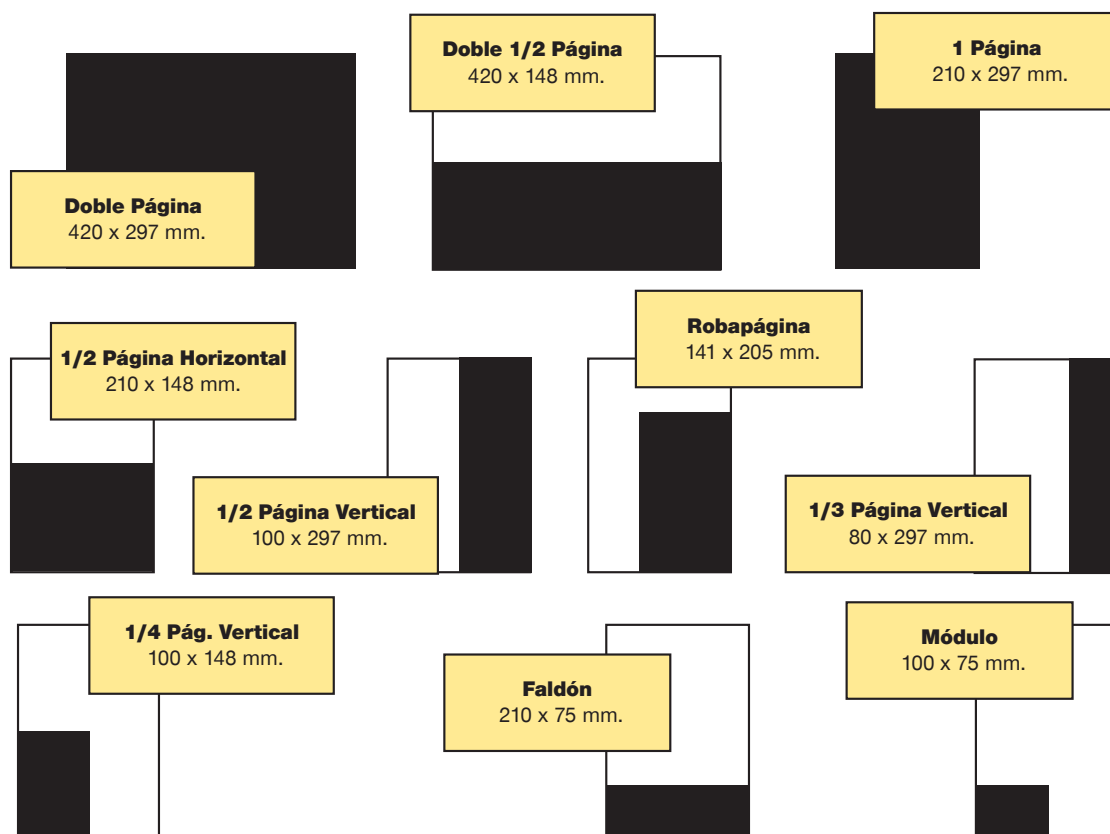 Doble 1/2 Página
420 x 148 mm.
1 Página
210 x 297 mm.
Doble Página
420 x 297 mm.
Robapágina
141 x 205 mm.
1/2 Página Horizontal
210 x 148 mm.
1/2 Página Vertical
100 x 297 mm.
1/3 Página Vertical
80 x 297 mm.
1/4 Pág. Vertical
100 x 148 mm.
Faldón
210 x 75 mm.
Módulo
100 x 75 mm.